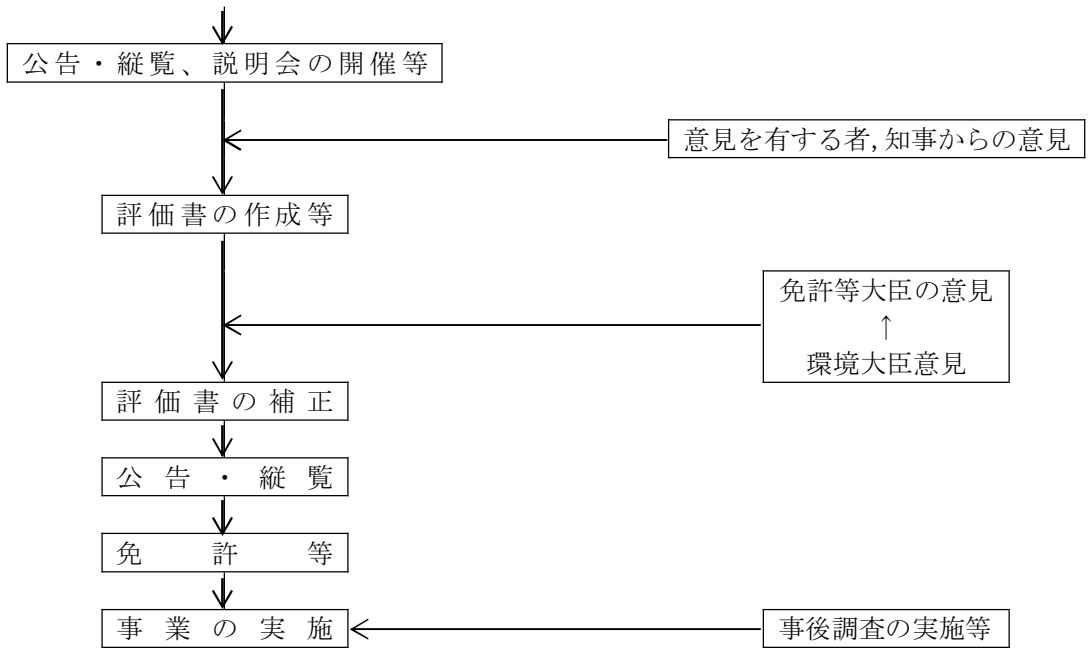 公告・縦覧、説明会の開催等
意見を有する者,知事からの意見
評価書の作成等
免許等大臣の意見
↑
環境大臣意見
評価書の補正
公告・縦覧
免許等
事業の実施
事後調査の実施等